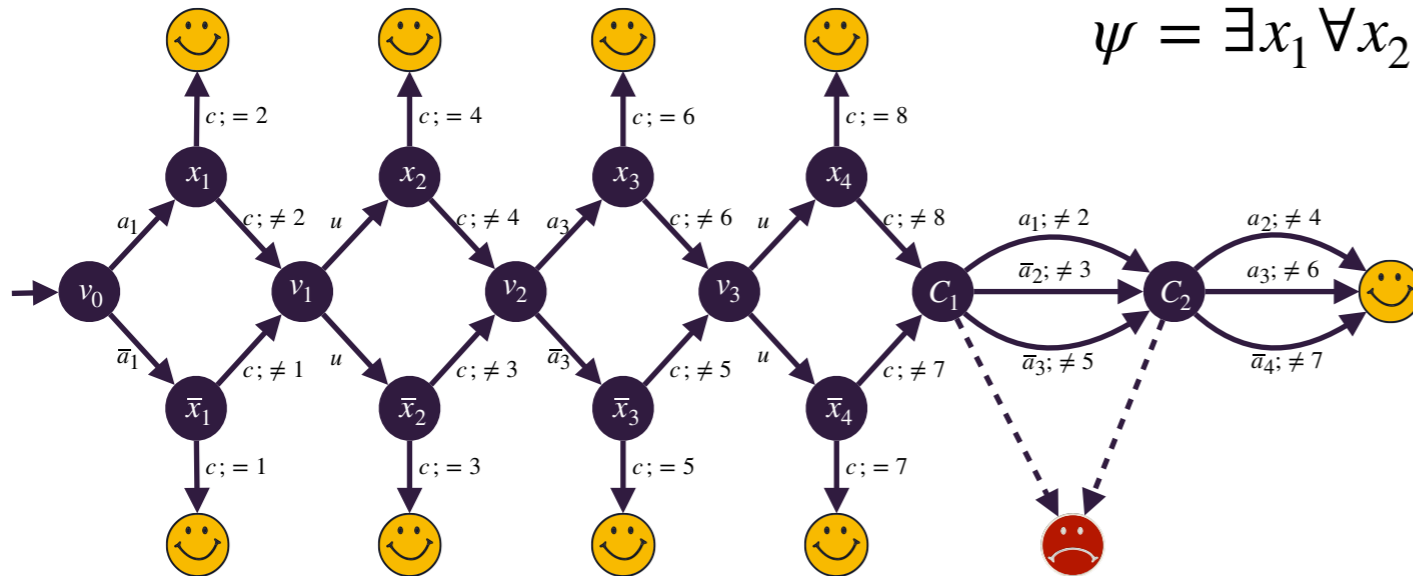 ψ = ∃x₁ ∀x₂
c; = 2
c; = 4
c; = 6
c; = 8
x₁
x₂
x₃
x₄
a₁
c; ≠ 2
u
c; ≠ 4
a₃
c; ≠ 6
u
c; ≠ 8
a₁; ≠ 2
a₂; ≠ 4
v₀
v₁
v₂
v₃
C₁
a̅₂; ≠ 3
C₂
a₃; ≠ 6
a̅₁
c; ≠ 1
u
c; ≠ 3
a̅₃
c; ≠ 5
u
c; ≠ 7
a̅₃; ≠ 5
a̅₄; ≠ 7
x̅₁
x̅₂
x̅₃
x̅₄
c; = 1
c; = 3
c; = 5
c; = 7